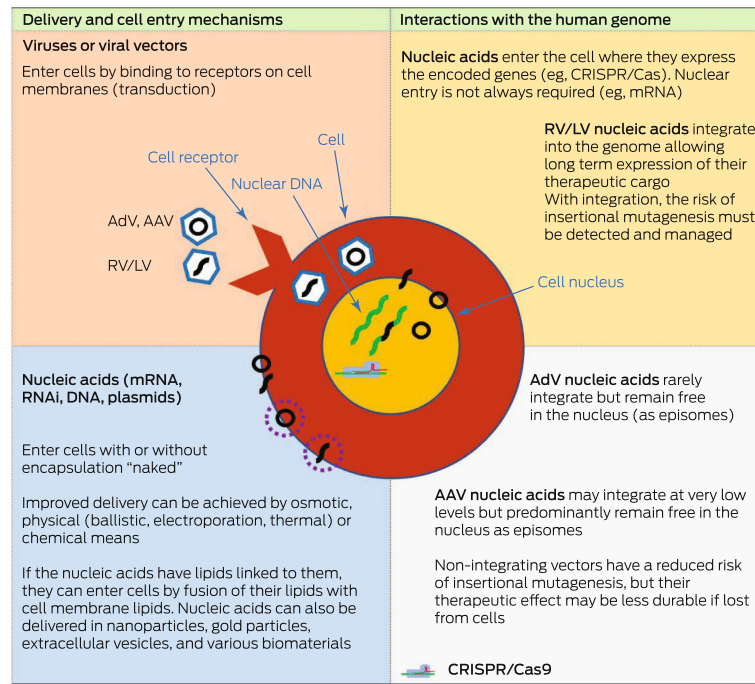 Delivery and cell entry mechanisms
Interactions with the human genome
Viruses or viral vectors
Enter cells by binding to receptors on cell
membranes (transduction)
Nucleic acids enter the cell where they express
the encoded genes (eg, CRISPR/Cas). Nuclear
entry is not always required (eg, mRNA)
RV/LV nucleic acids integrate
into the genome allowing
long term expression of their
therapeutic cargo
With integration, the risk of
insertional mutagenesis must
be detected and managed
Cell
Cell receptor
Nuclear DNA
AdV, AAV
RV/LV
Cell nucleus
Nucleic acids (mRNA,
RNAi, DNA, plasmids)
Enter cells with or without
encapsulation “naked”
Improved delivery can be achieved by osmotic,
physical (ballistic, electroporation, thermal) or
chemical means
If the nucleic acids have lipids linked to them,
they can enter cells by fusion of their lipids with
cell membrane lipids. Nucleic acids can also be
delivered in nanoparticles, gold particles,
extracellular vesicles, and various biomaterials
AdV nucleic acids rarely
integrate but remain free
in the nucleus (as episomes)
AAV nucleic acids may integrate at very low
levels but predominantly remain free in the
nucleus as episomes
Non-integrating vectors have a reduced risk
of insertional mutagenesis, but their
therapeutic effect may be less durable if lost
from cells
CRISPR/Cas9